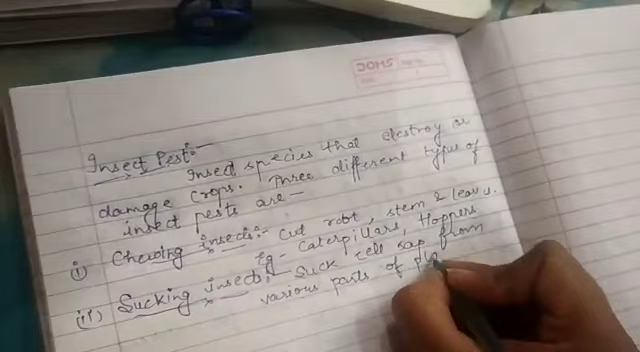 DOMS
Insect Pest:-
Insect species that destroy or
damage crops. Three different types of
insect pests are —
(i) Chewing insects:- Cut root, stem & leaves.
Eg- Caterpillars, Hoppers
(ii) Sucking insects:- Suck cell sap from
various parts of pla